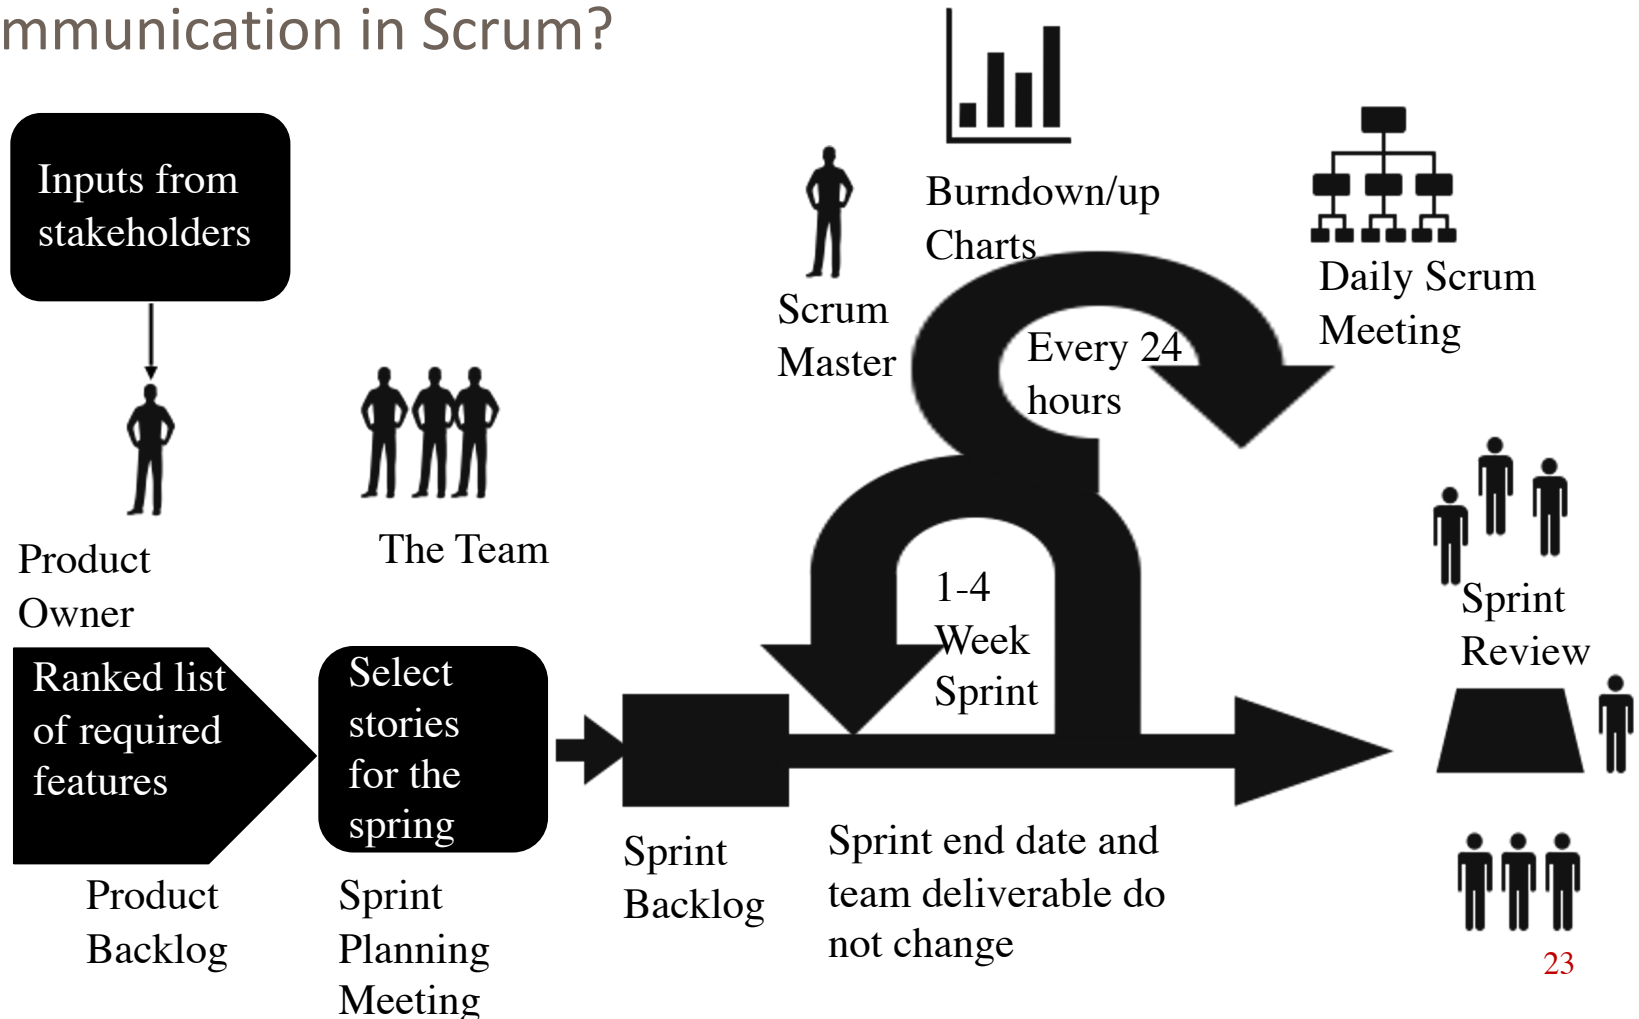 mmunication in Scrum?
Inputs from
stakeholders
Product
Owner
The Team
Scrum
Master
Burndown/up
Charts
Every 24
hours
Daily Scrum
Meeting
1-4
Week
Sprint
Sprint
Review
Ranked list
of required
features
Select
stories
for the
spring
Product
Backlog
Sprint
Planning
Meeting
Sprint
Backlog
Sprint end date and
team deliverable do
not change
23